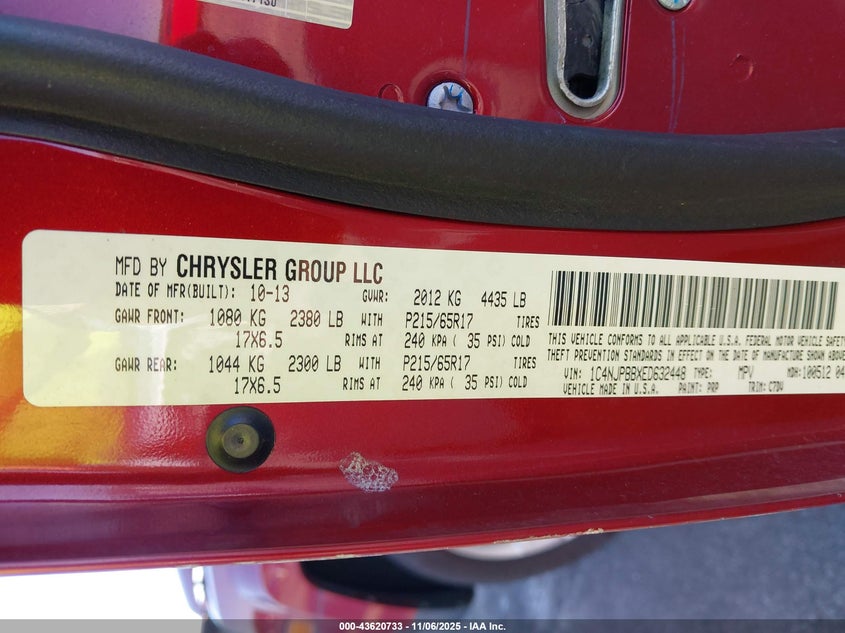 MFD BY CHRYSLER GROUP LLC
DATE OF MFR(BUILT): 10-13 GVWR: 2012 KG 4435 LB
GAWR FRONT: 1080 KG 2380 LB WITH P215/65R17 TIRES
17X6.5 RIMS AT 240 KPA ( 35 PSI) COLD
GAWR REAR: 1044 KG 2300 LB WITH P215/65R17 TIRES
17X6.5 RIMS AT 240 KPA ( 35 PSI) COLD
THIS VEHICLE CONFORMS TO ALL APPLICABLE U.S.A. FEDERAL MOTOR VEHICLE SAFETY
THEFT PREVENTION STANDARDS IN EFFECT ON THE DATE OF MANUFACTURE SHOWN ABOVE
VIN: 1C4NJPBBXED632448 TYPE: MPV MDH: 100512 04
VEHICLE MADE IN U.S.A. PAINT: PRP TRIM: C7DV
000-43620733 - 11/06/2025 - IAA Inc.